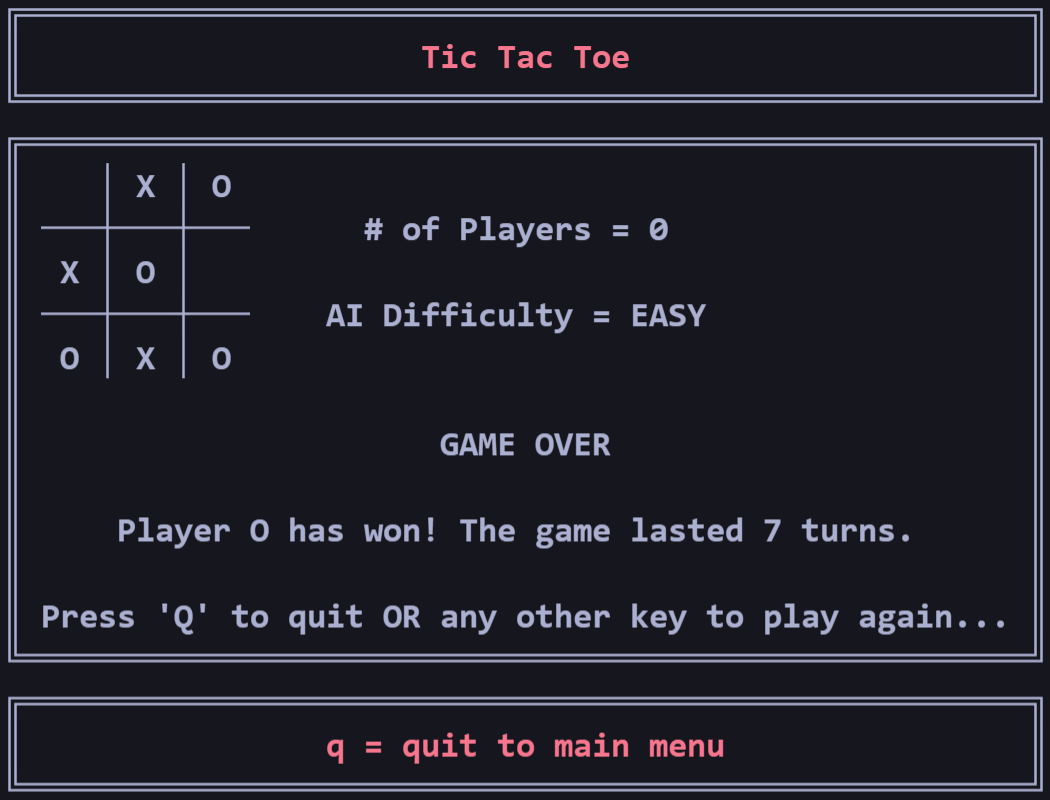 Tic Tac Toe
X O
# of Players = 0
X O
AI Difficulty = EASY
O X O
GAME OVER
Player O has won! The game lasted 7 turns.
Press 'Q' to quit OR any other key to play again...
q = quit to main menu